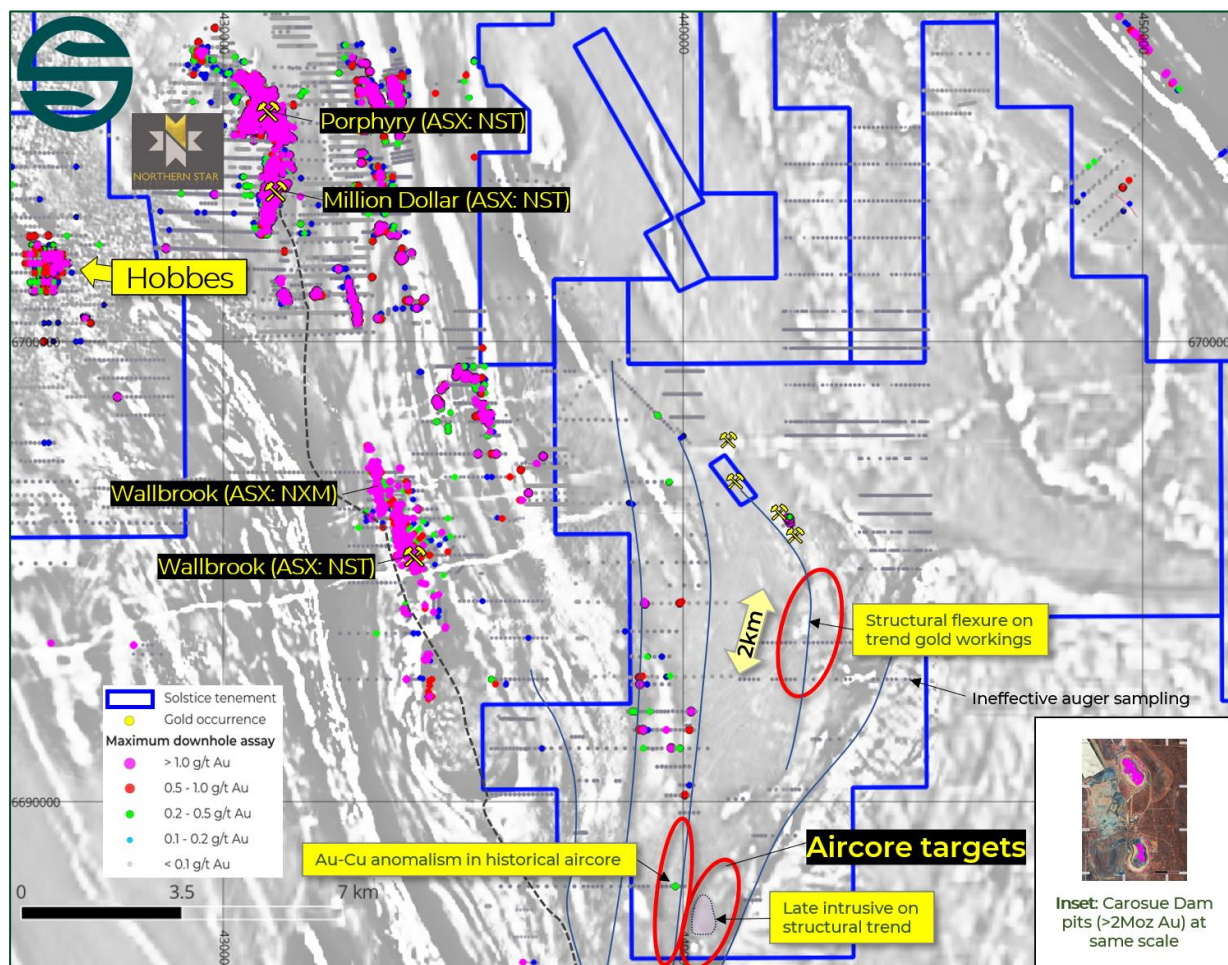 430000
440000
450000
NORTHERN STAR
Porphyry (ASX: NST)
Million Dollar (ASX: NST)
Hobbes
6700000
670000
Wallbrook (ASX: NXM)
Wallbrook (ASX: NST)
2km
Structural flexure on
trend gold workings
Ineffective auger sampling
Solstice tenement
Gold occurrence
Maximum downhole assay
> 1.0 g/t Au
0.5 - 1.0 g/t Au
0.2 - 0.5 g/t Au
0.1 - 0.2 g/t Au
< 0.1 g/t Au
6690000
Au-Cu anomalism in historical aircore
Aircore targets
Late intrusive on
structural trend
0 3.5 7 km
Inset: Carosue Dam
pits (>2Moz Au) at
same scale